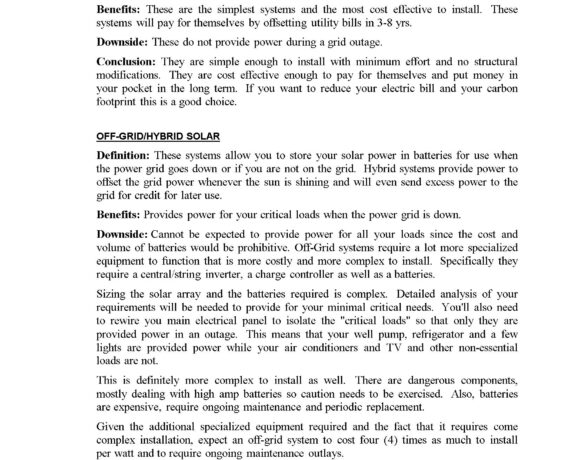 Benefits: These are the simplest systems and the most cost effective to install. These
systems will pay for themselves by offsetting utility bills in 3-8 yrs.
Downside: These do not provide power during a grid outage.
Conclusion: They are simple enough to install with minimum effort and no structural
modifications. They are cost effective enough to pay for themselves and put money in
your pocket in the long term. If you want to reduce your electric bill and your carbon
footprint this is a good choice.
OFF-GRID/HYBRID SOLAR
Definition: These systems allow you to store your solar power in batteries for use when
the power grid goes down or if you are not on the grid. Hybrid systems provide power to
offset the grid power whenever the sun is shining and will even send excess power to the
grid for credit for later use.
Benefits: Provides power for your critical loads when the power grid is down.
Downside: Cannot be expected to provide power for all your loads since the cost and
volume of batteries would be prohibitive. Off-Grid systems require a lot more specialized
equipment to function that is more costly and more complex to install. Specifically they
require a central/string inverter, a charge controller as well as a batteries.
Sizing the solar array and the batteries required is complex. Detailed analysis of your
requirements will be needed to provide for your minimal critical needs. You'll also need
to rewire you main electrical panel to isolate the "critical loads" so that only they are
provided power in an outage. This means that your well pump, refrigerator and a few
lights are provided power while your air conditioners and TV and other non-essential
loads are not.
This is definitely more complex to install as well. There are dangerous components,
mostly dealing with high amp batteries so caution needs to be exercised. Also, batteries
are expensive, require ongoing maintenance and periodic replacement.
Given the additional specialized equipment required and the fact that it requires come
complex installation, expect an off-grid system to cost four (4) times as much to install
per watt and to require ongoing maintenance outlays.